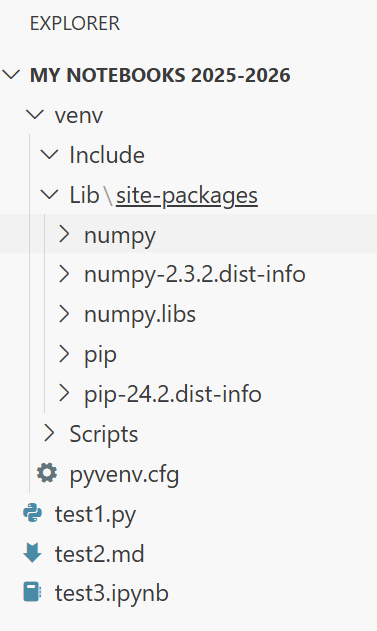 EXPLORER
MY NOTEBOOKS 2025-2026
venv
Include
Lib\site-packages
numpy
numpy-2.3.2.dist-info
numpy.libs
pip
pip-24.2.dist-info
Scripts
pyvenv.cfg
test1.py
test2.md
test3.ipynb